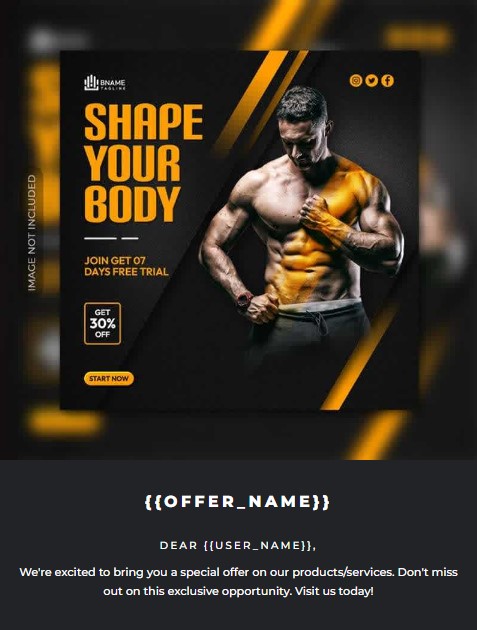 IMAGE NOT INCLUDED
BNAME
TAGLINE
SHAPE
YOUR
BODY
JOIN GET 07
DAYS FREE TRIAL
GET
30%
OFF
START NOW
{{OFFER_NAME}}
DEAR {{USER_NAME}},
We're excited to bring you a special offer on our products/services. Don't miss
out on this exclusive opportunity. Visit us today!